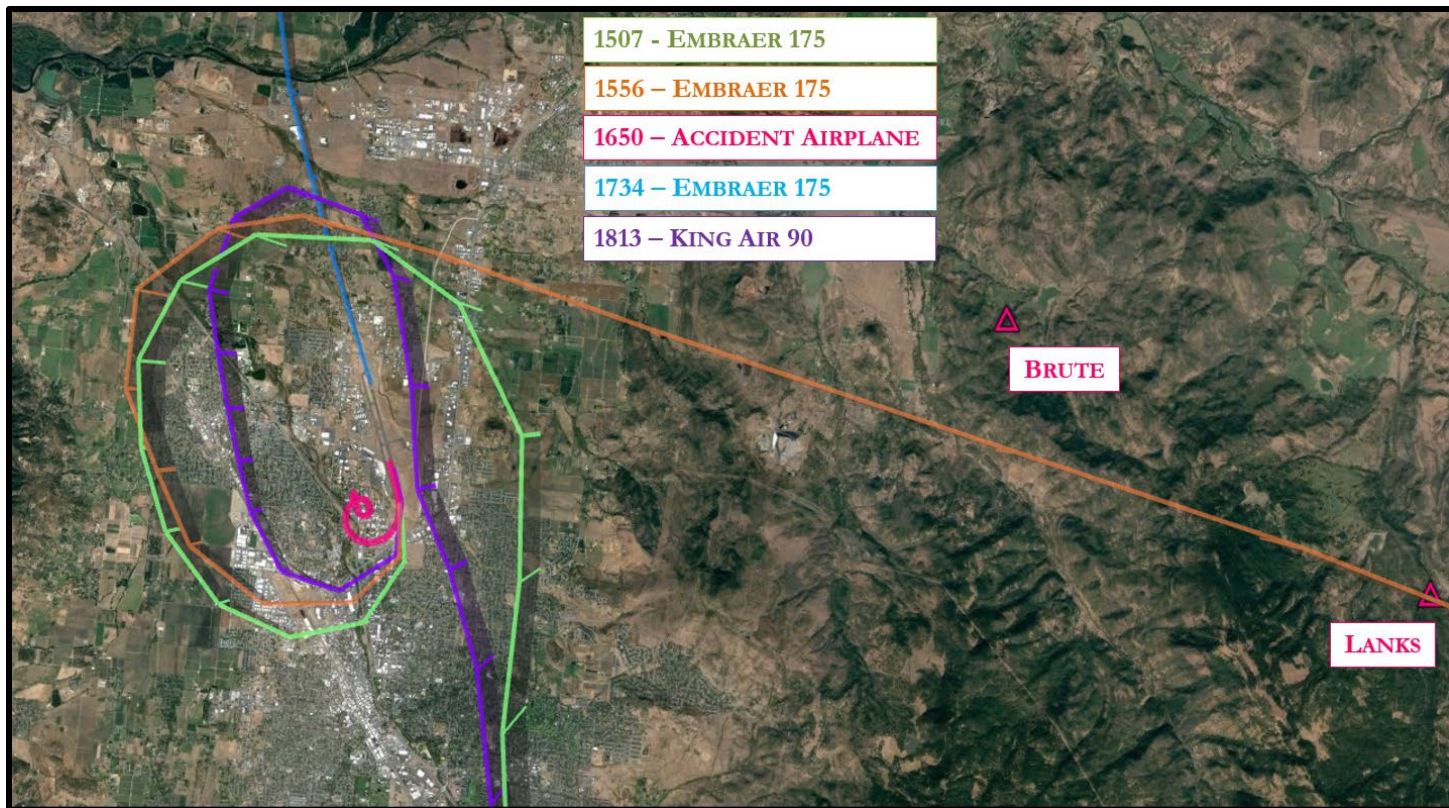 1507 - EMBRAER 175
1556 – EMBRAER 175
1650 – ACCIDENT AIRPLANE
1734 – EMBRAER 175
1813 – KING AIR 90
BRUTE
LANKS